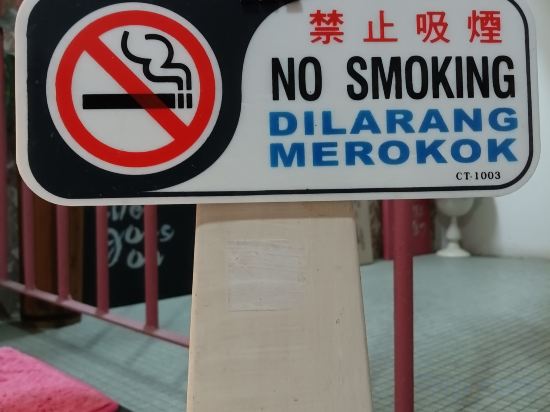 禁止吸煙
NO SMOKING
DILARANG
MEROKOK
CT-1003